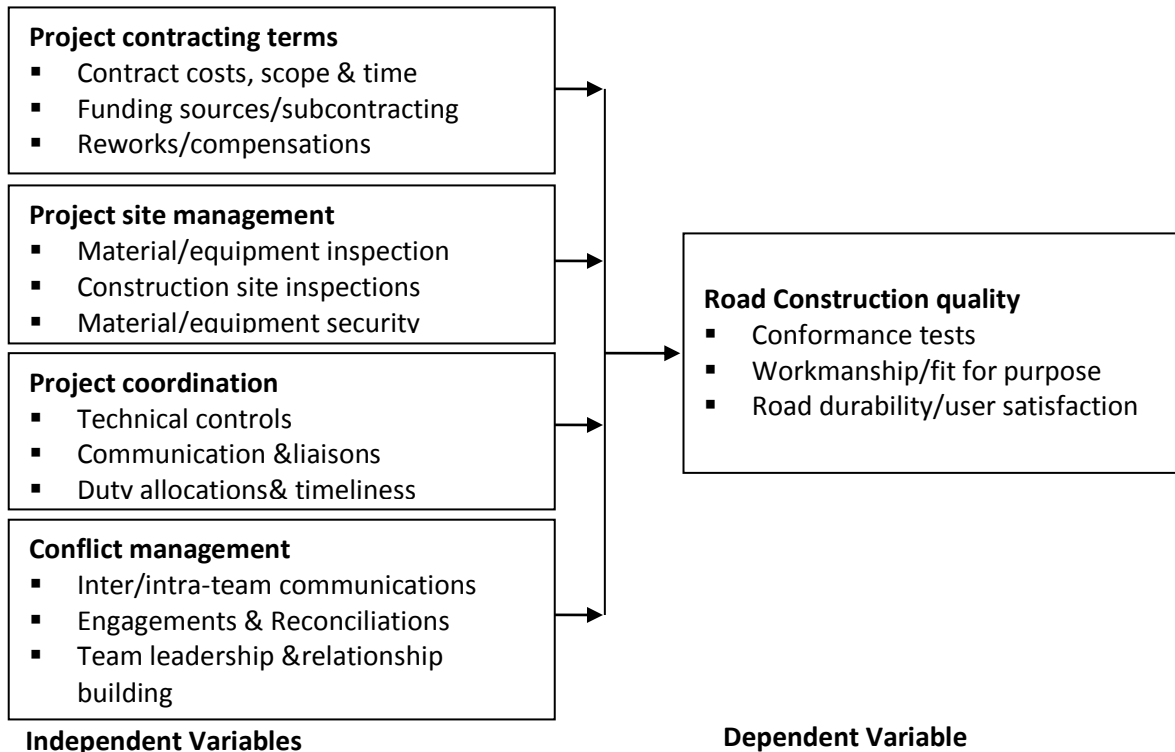 Project contracting terms
▪ Contract costs, scope & time
▪ Funding sources/subcontracting
▪ Reworks/compensations
Project site management
▪ Material/equipment inspection
▪ Construction site inspections
▪ Material/equipment security
Project coordination
▪ Technical controls
▪ Communication &liaisons
▪ Duty allocations& timeliness
Conflict management
▪ Inter/intra-team communications
▪ Engagements & Reconciliations
▪ Team leadership &relationship
building
Independent Variables
Road Construction quality
▪ Conformance tests
▪ Workmanship/fit for purpose
▪ Road durability/user satisfaction
Dependent Variable